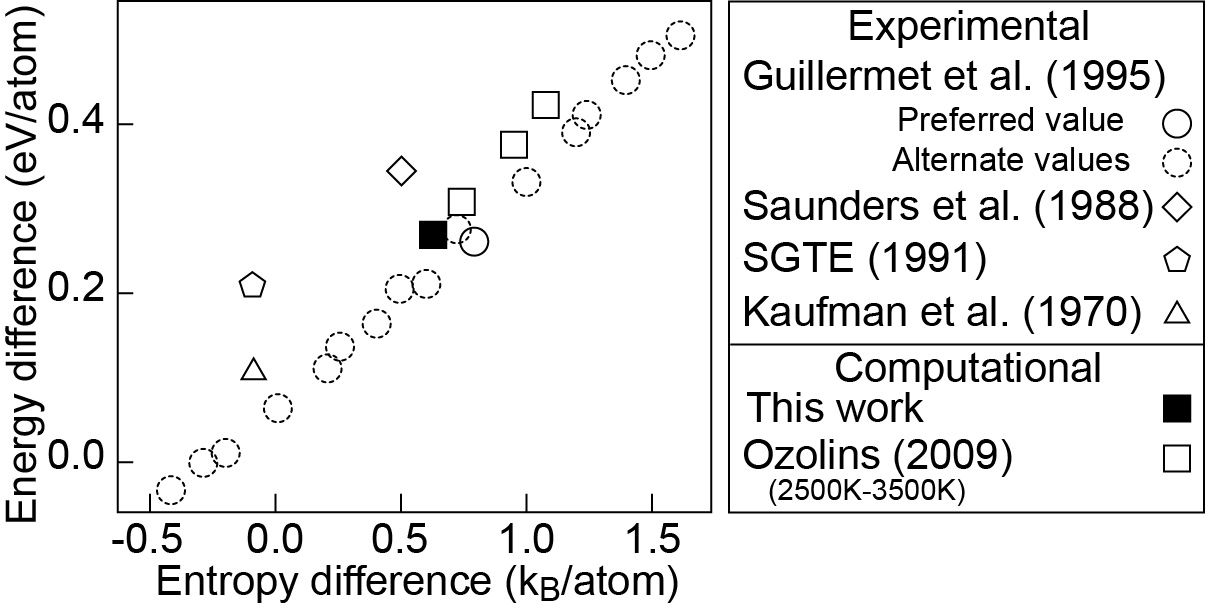 Energy difference (eV/atom)
0.4
0.2
0.0
-0.5 0.0 0.5 1.0 1.5
Entropy difference (kB/atom)
Experimental
Guillermet et al. (1995)
Preferred value
Alternate values
Saunders et al. (1988)
SGTE (1991)
Kaufman et al. (1970)
Computational
This work
Ozolins (2009)
(2500K-3500K)